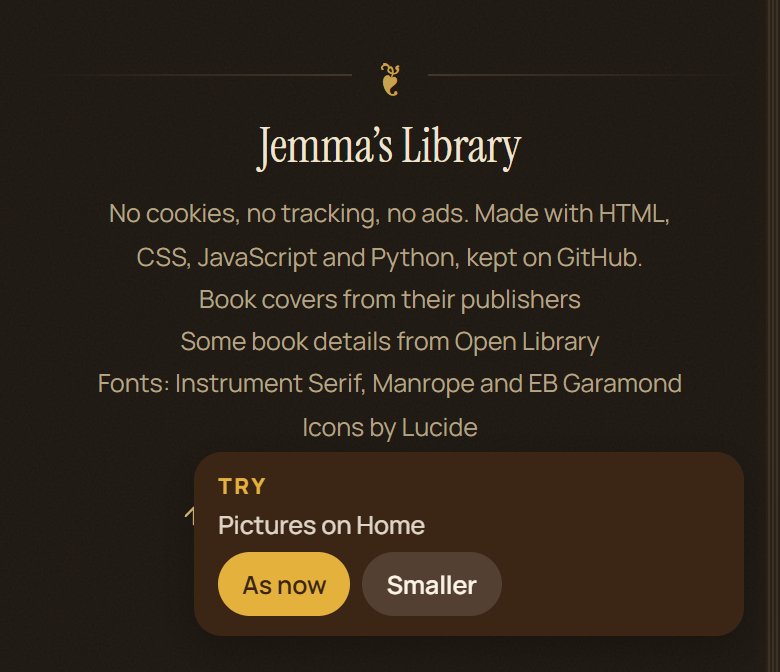 Jemma’s Library
No cookies, no tracking, no ads. Made with HTML,
CSS, JavaScript and Python, kept on GitHub.
Book covers from their publishers
Some book details from Open Library
Fonts: Instrument Serif, Manrope and EB Garamond
Icons by Lucide
TRY
Pictures on Home
As now
Smaller